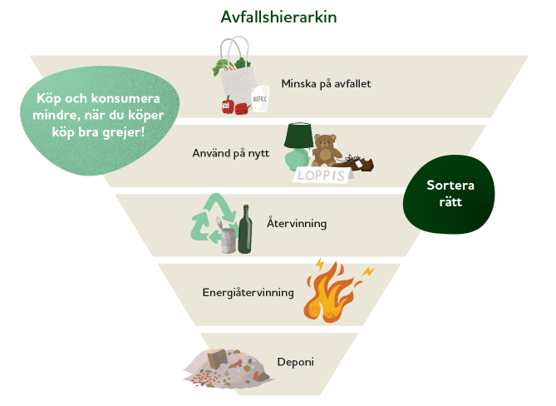 Avfallshierarkin
Minska på avfallet
Köp och konsumera
mindre, när du köper
köp bra grejer!
Använd på nytt
LOPPIS
Sortera
rätt
Återvinning
Energiåtervinning
Deponi